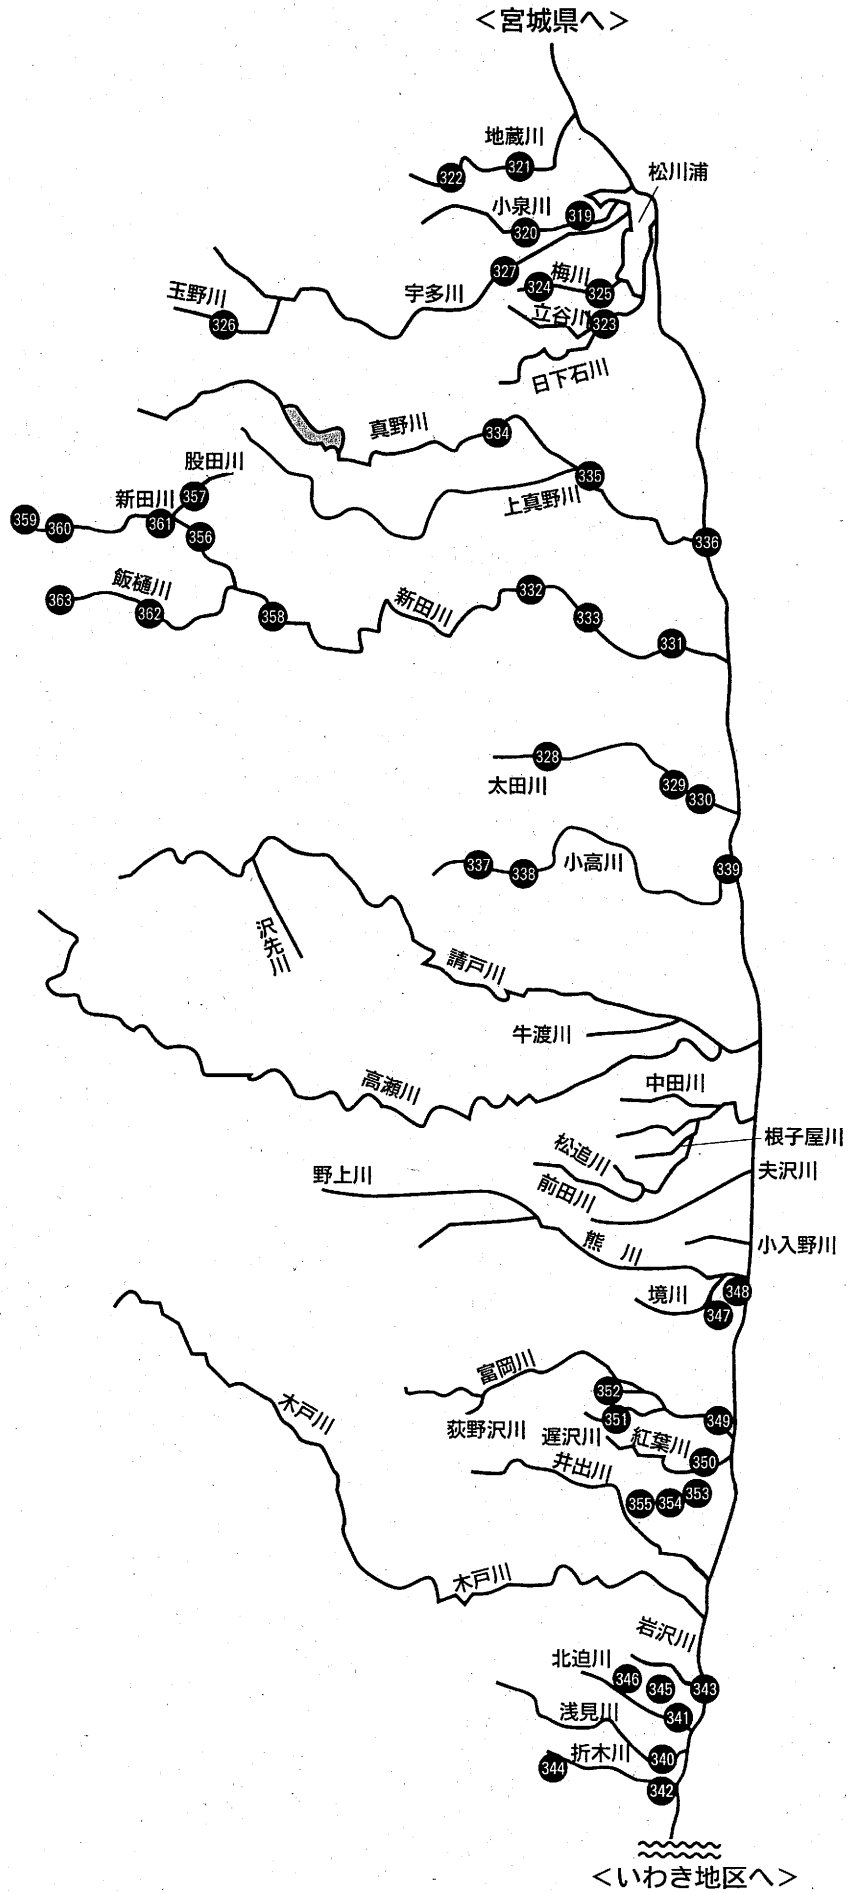 ＜宮城県へ＞
地蔵川
322
321
松川浦
小泉川
319
320
327
梅川
324
325
玉野川
宇多川
326
立谷川
323
日下石川
真野川
334
股田川
335
新田川
357
上真野川
359
360
361
356
336
飯樋川
363
362
358
新田川
332
333
331
328
太田川
329
330
337
338
小高川
339
沢先川
請戸川
牛渡川
高瀬川
中田川
根子屋川
松迫川
野上川
前田川
夫沢川
熊川
小入野川
境川
348
347
富岡川
352
木戸川
荻野沢川
351
349
遅沢川
紅葉川
井出川
350
355
354
353
木戸川
岩沢川
北迫川
346
345
343
浅見川
341
折木川
340
344
342
＜いわき地区へ＞